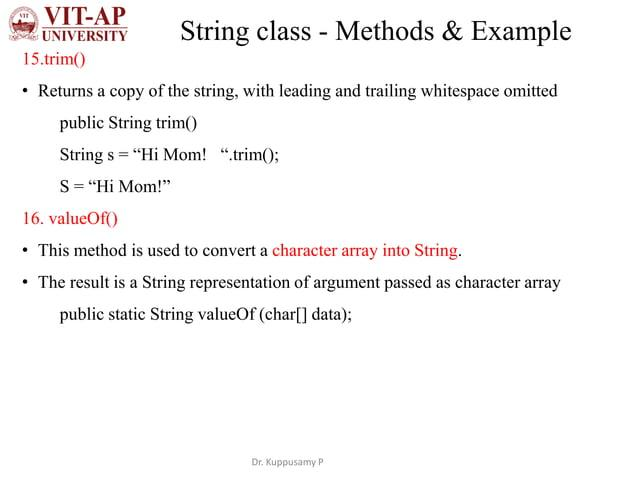 VIT-AP
UNIVERSITY
String class - Methods & Example
15.trim()
• Returns a copy of the string, with leading and trailing whitespace omitted
public String trim()
String s = “Hi Mom!   “.trim();
S = “Hi Mom!”
16. valueOf()
• This method is used to convert a character array into String.
• The result is a String representation of argument passed as character array
public static String valueOf (char[] data);
Dr. Kuppusamy P